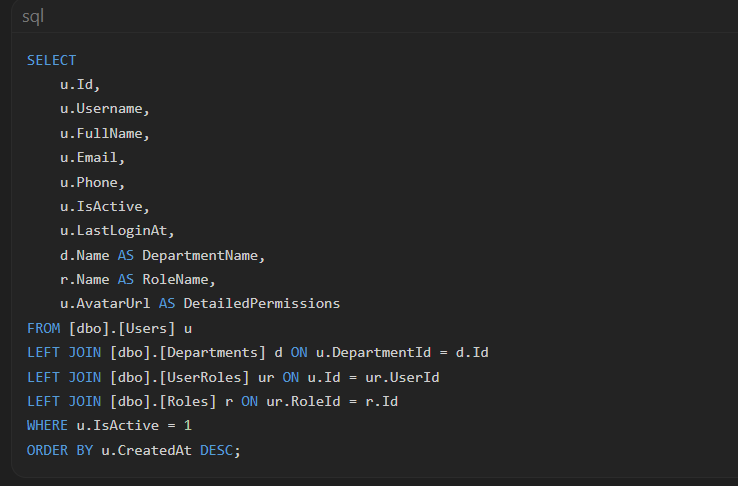 sql
SELECT
    u.Id,
    u.Username,
    u.FullName,
    u.Email,
    u.Phone,
    u.IsActive,
    u.LastLoginAt,
    d.Name AS DepartmentName,
    r.Name AS RoleName,
    u.AvatarUrl AS DetailedPermissions
FROM [dbo].[Users] u
LEFT JOIN [dbo].[Departments] d ON u.DepartmentId = d.Id
LEFT JOIN [dbo].[UserRoles] ur ON u.Id = ur.UserId
LEFT JOIN [dbo].[Roles] r ON ur.RoleId = r.Id
WHERE u.IsActive = 1
ORDER BY u.CreatedAt DESC;